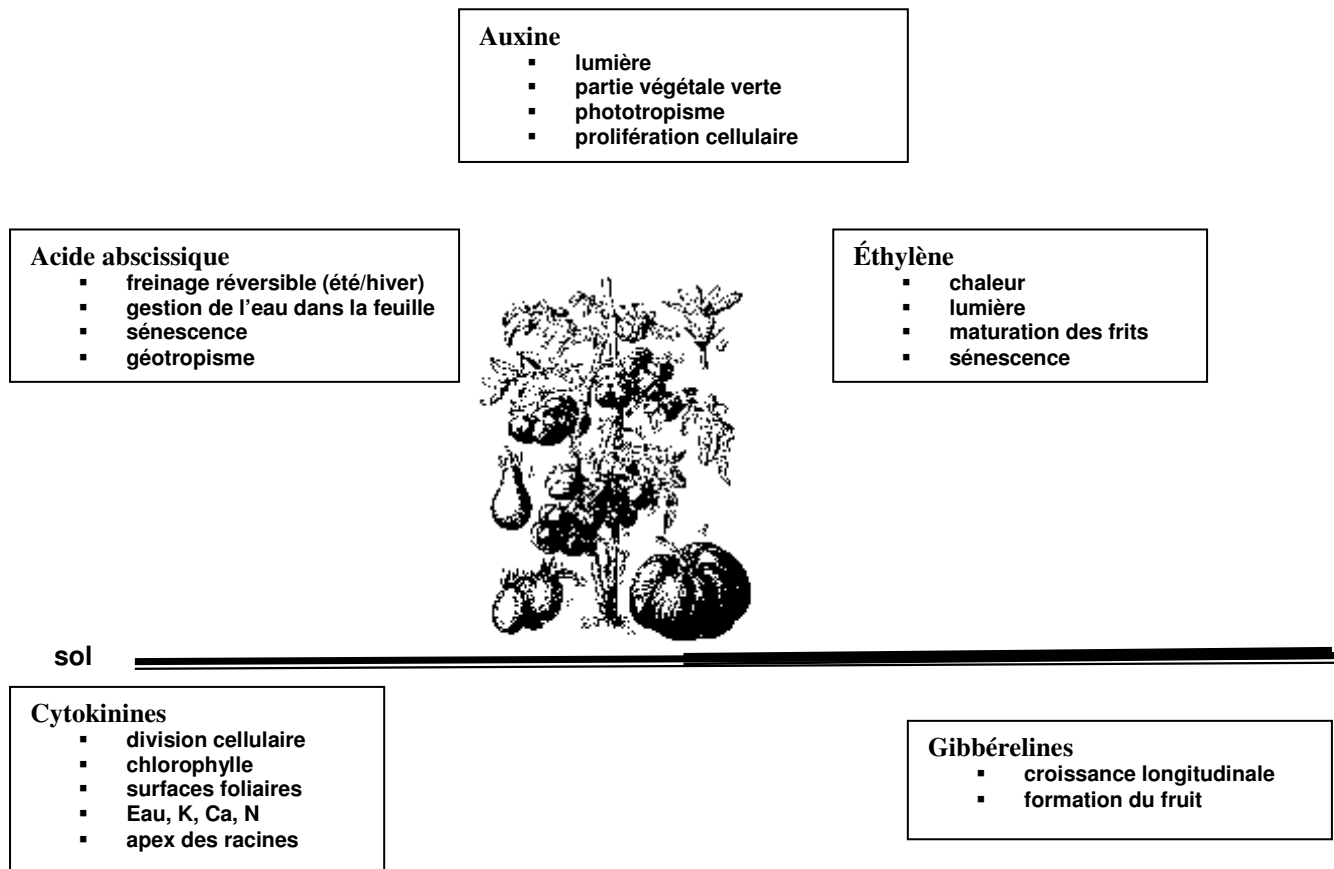 Auxine
▪ lumière
▪ partie végétale verte
▪ phototropisme
▪ prolifération cellulaire
Acide abscissique
▪ freinage réversible (été/hiver)
▪ gestion de l'eau dans la feuille
▪ sénescence
▪ géotropisme
Éthylène
▪ chaleur
▪ lumière
▪ maturation des frits
▪ sénescence
sol
Cytokinines
▪ division cellulaire
▪ chlorophylle
▪ surfaces foliaires
▪ Eau, K, Ca, N
▪ apex des racines
Gibbérelines
▪ croissance longitudinale
▪ formation du fruit